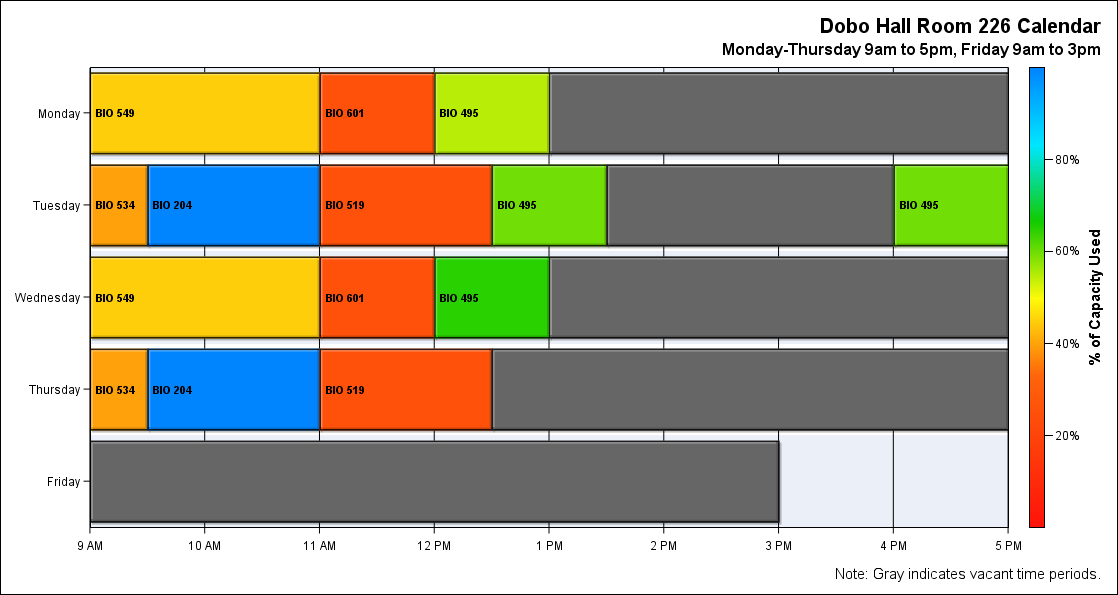 Dobo Hall Room 226 Calendar
Monday-Thursday 9am to 5pm, Friday 9am to 3pm
Monday
BIO 549
BIO 601
BIO 495
Tuesday
BIO 534
BIO 204
BIO 519
BIO 495
BIO 495
Wednesday
BIO 549
BIO 601
BIO 495
Thursday
BIO 534
BIO 204
BIO 519
Friday
9 AM
10 AM
11 AM
12 PM
1 PM
2 PM
3 PM
4 PM
5 PM
80%
60%
40%
20%
% of Capacity Used
Note: Gray indicates vacant time periods.